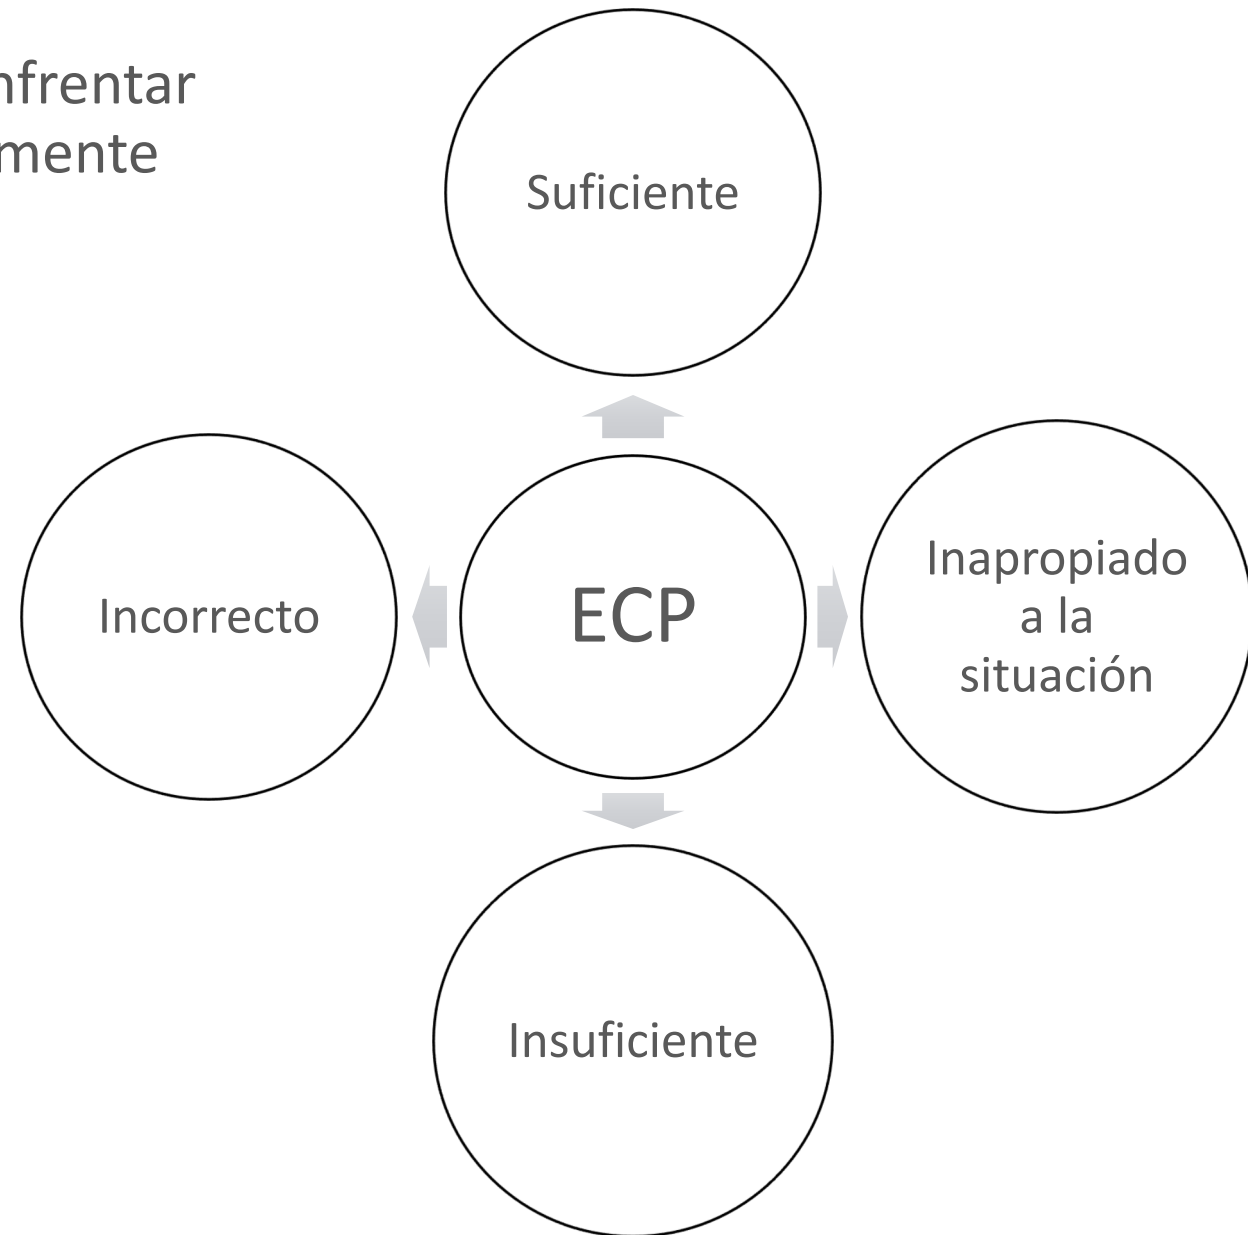 nfrentar
mente
Suficiente
Incorrecto
ECP
Inapropiado
a la
situación
Insuficiente